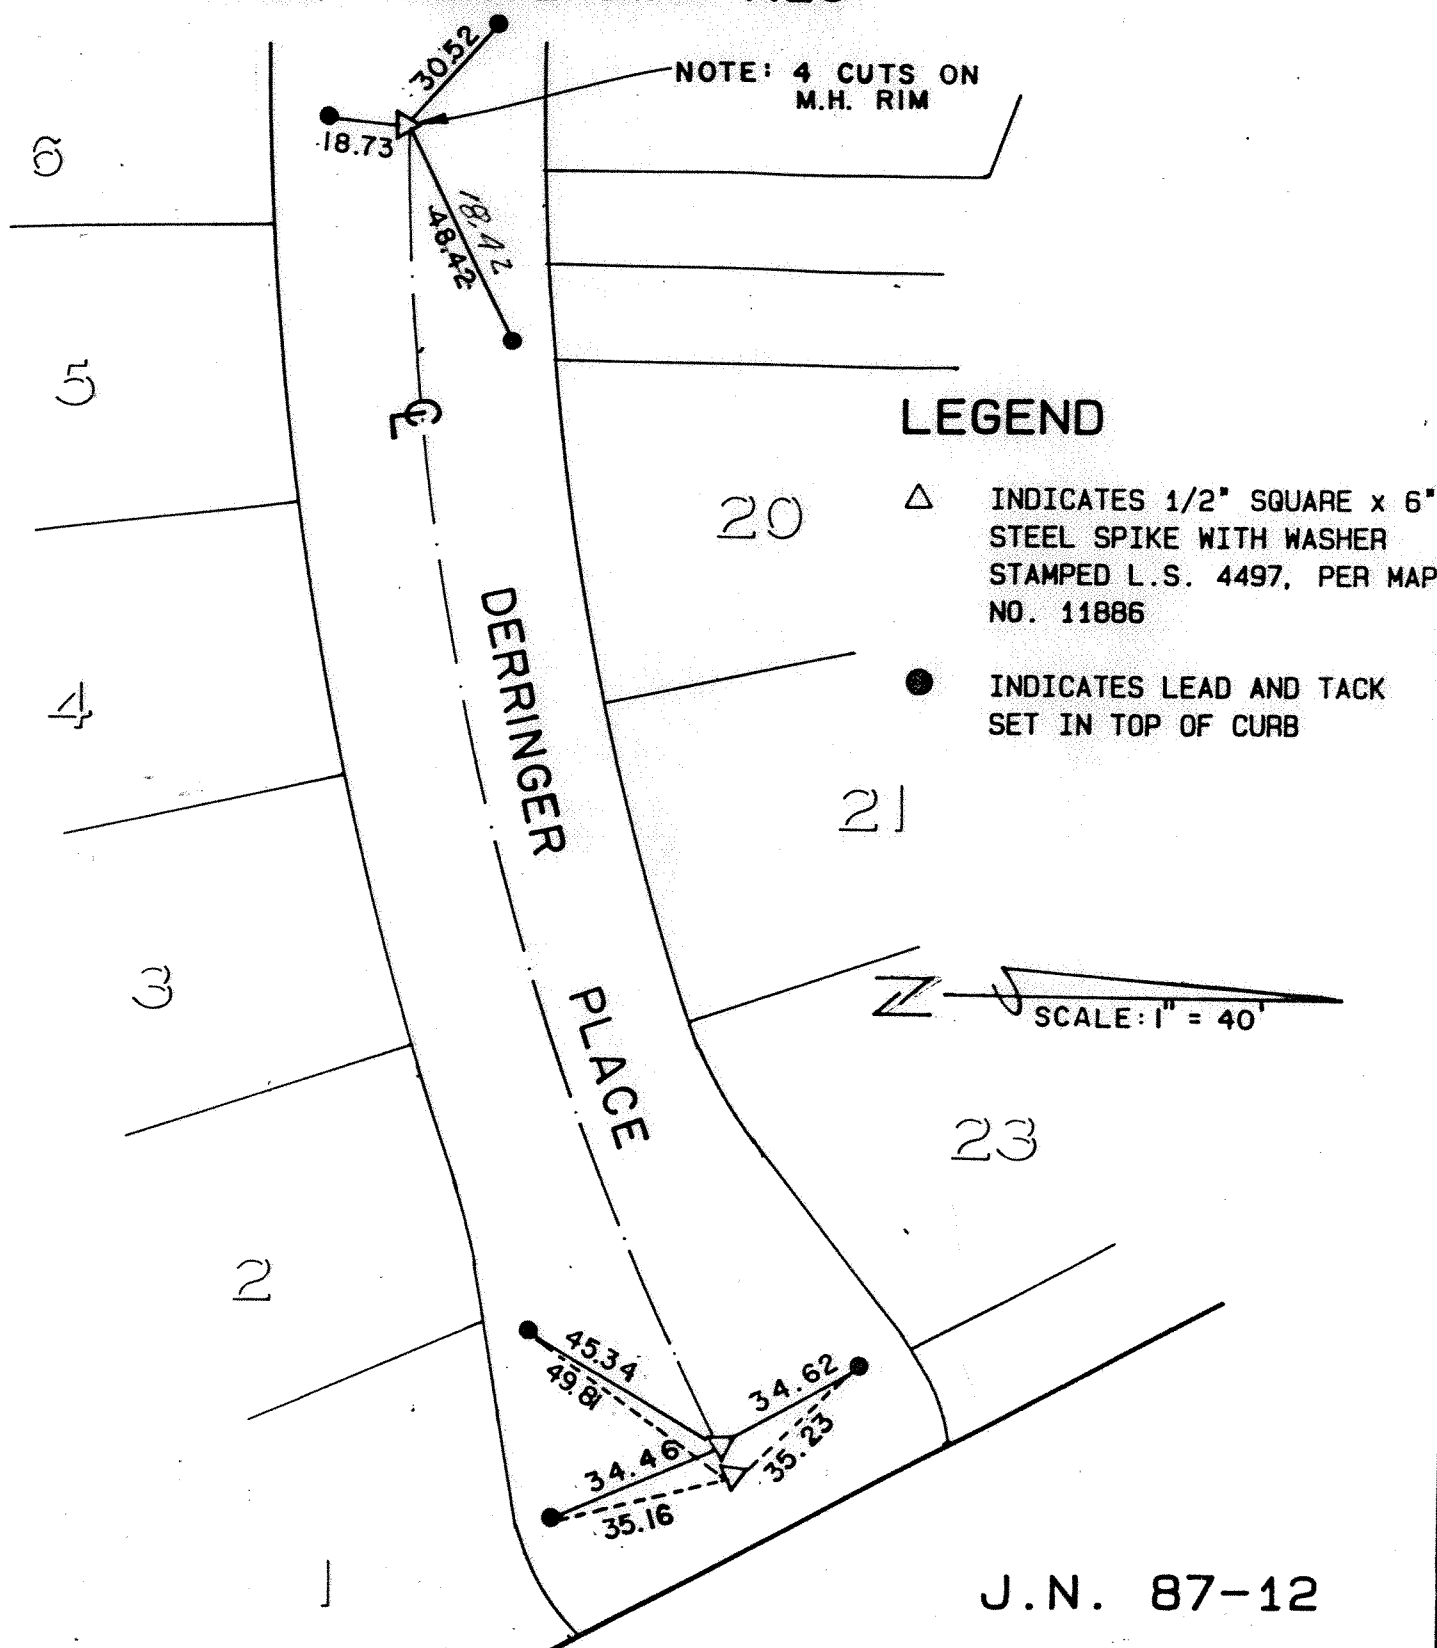 30.52
NOTE: 4 CUTS ON
M.H. RIM
18.73
6
18.42
48.42
5
CL
LEGEND
△ INDICATES 1/2" SQUARE x 6"
STEEL SPIKE WITH WASHER
STAMPED L.S. 4497, PER MAP
NO. 11886
● INDICATES LEAD AND TACK
SET IN TOP OF CURB
20
DERRINGER
4
21
3
PLACE
N
SCALE: 1" = 40'
23
2
45.34
49.81
34.62
35.23
34.46
35.16
1
J.N. 87-12